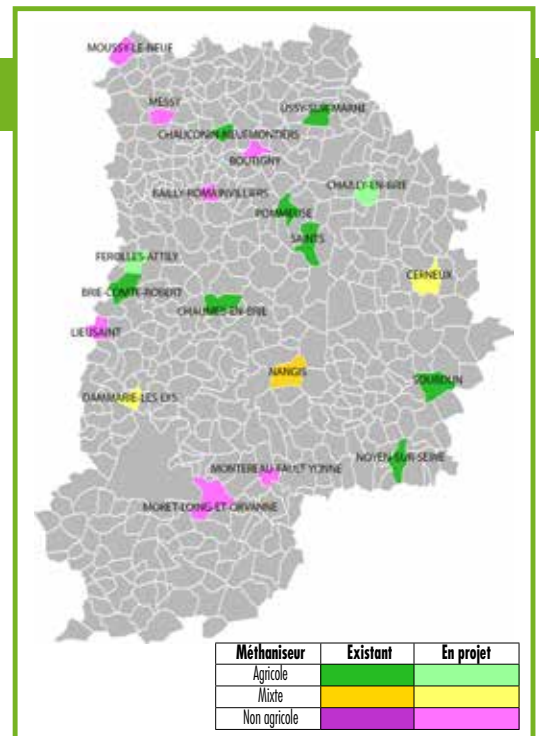 MOUSSY-LE-NEUF
MESSY
USSY-SUR-MARNE
CHAUCONIN-NEUFMONTIERS
BOUTIGNY
BAILLY-ROMAINVILLIERS
CHAILLY-EN-BRIE
POMMEUSE
SAINTS
FEROLLES-ATTILY
CERNEUX
BRIE-COMTE-ROBERT
CHAUMES-EN-BRIE
LIEUSAINT
NANGIS
SOURDUN
DAMMARIE-LES LYS
NOYEN-SUR-SEINE
MONTEREAU-FAULT YONNE
MORET-LOING-ET-ORVANNE
Méthaniseur Existant En projet
Agricole
Mixte
Non agricole